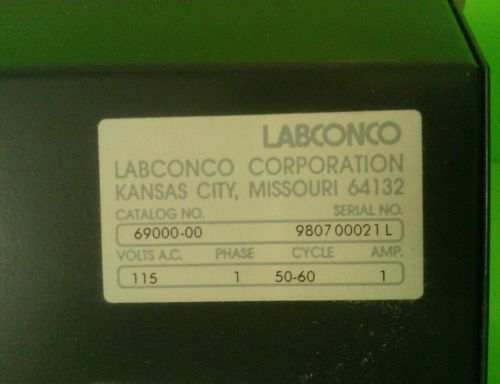 LABCONCO
LABCONCO CORPORATION
KANSAS CITY, MISSOURI 64132
CATALOG NO. SERIAL NO.
69000-00 980700021 L
VOLTS A.C. PHASE CYCLE AMP.
115 1 50-60 1